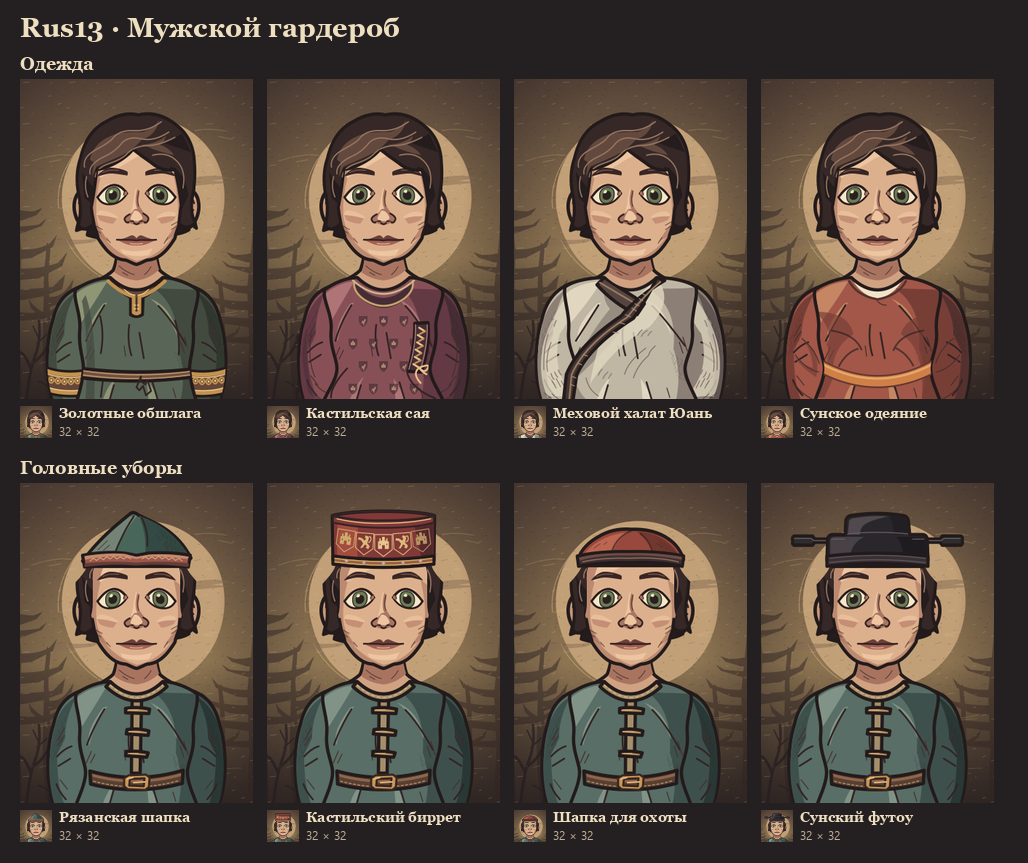 Rus13 · Мужской гардероб
Одежда
Золотные обшлага
32 × 32
Кастильская сая
32 × 32
Меховой халат Юань
32 × 32
Сунское одеяние
32 × 32
Головные уборы
Рязанская шапка
32 × 32
Кастильский биррет
32 × 32
Шапка для охоты
32 × 32
Сунский футоу
32 × 32